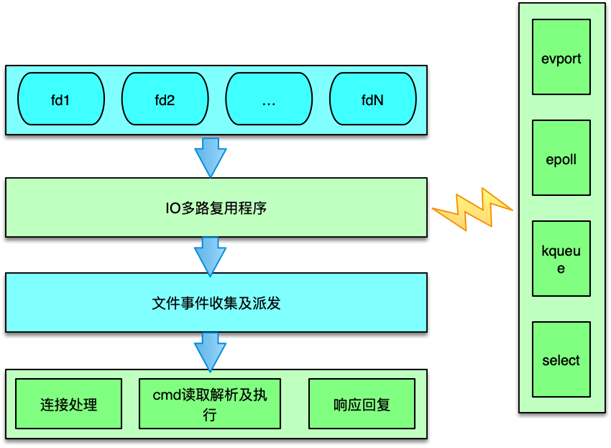 fd1
fd2
...
fdN
IO多路复用程序
文件事件收集及派发
连接处理
cmd读取解析及执
行
响应回复
evport
epoll
kqueu
e
select